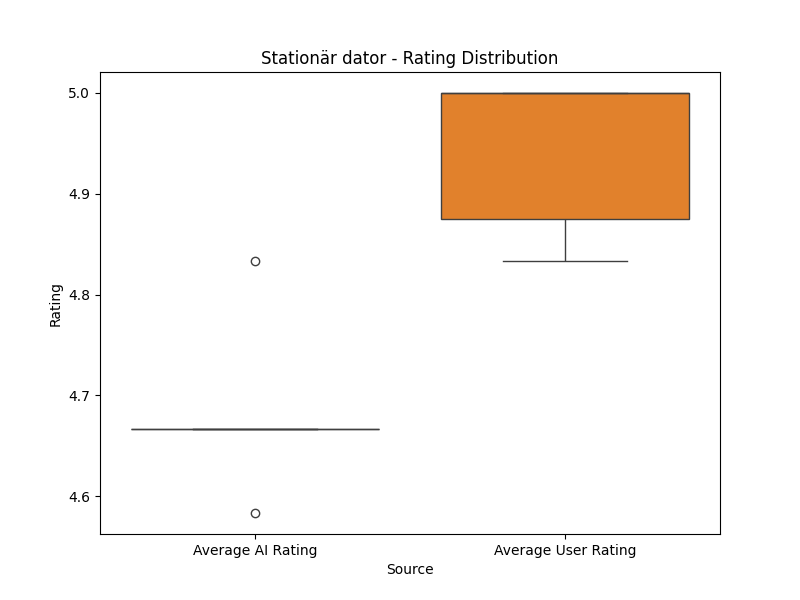 Stationär dator - Rating Distribution
5.0
4.9
4.8
4.7
4.6
Rating
Average AI Rating
Average User Rating
Source